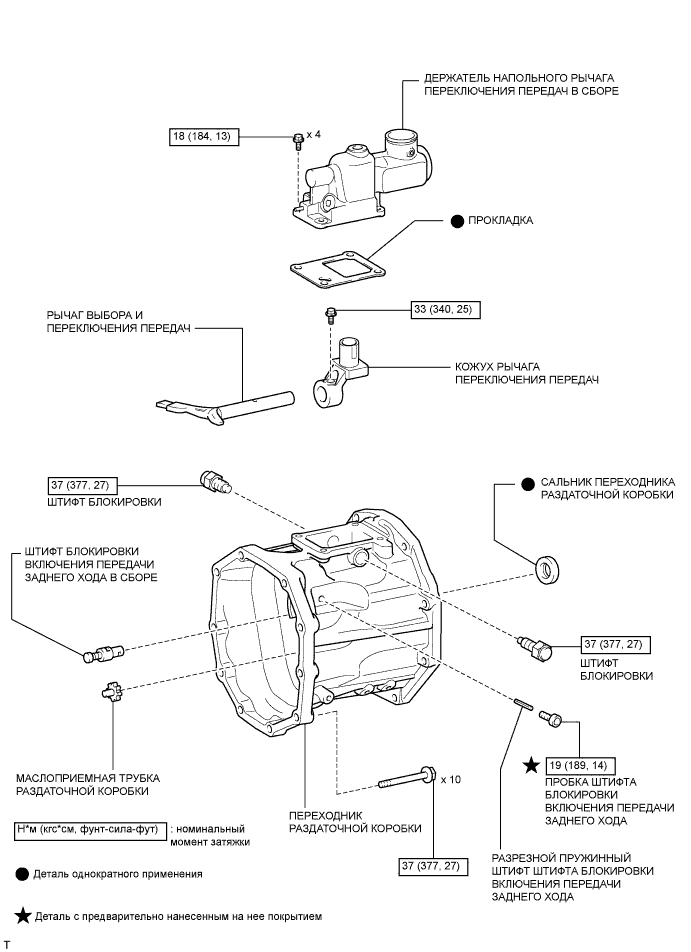 ДЕРЖАТЕЛЬ НАПОЛЬНОГО РЫЧАГА
ПЕРЕКЛЮЧЕНИЯ ПЕРЕДАЧ В СБОРЕ
18 (184, 13)
x 4
ПРОКЛАДКА
33 (340, 25)
РЫЧАГ ВЫБОРА И
ПЕРЕКЛЮЧЕНИЯ ПЕРЕДАЧ
КОЖУХ РЫЧАГА
ПЕРЕКЛЮЧЕНИЯ ПЕРЕДАЧ
37 (377, 27)
ШТИФТ БЛОКИРОВКИ
САЛЬНИК ПЕРЕХОДНИКА
РАЗДАТОЧНОЙ КОРОБКИ
ШТИФТ БЛОКИРОВКИ
ВКЛЮЧЕНИЯ ПЕРЕДАЧИ
ЗАДНЕГО ХОДА В СБОРЕ
37 (377, 27)
ШТИФТ
БЛОКИРОВКИ
19 (189, 14)
ПРОБКА ШТИФТА
БЛОКИРОВКИ
ВКЛЮЧЕНИЯ ПЕРЕДАЧИ
ЗАДНЕГО ХОДА
МАСЛОПРИЕМНАЯ ТРУБКА
РАЗДАТОЧНОЙ КОРОБКИ
x 10
ПЕРЕХОДНИК
РАЗДАТОЧНОЙ КОРОБКИ
37 (377, 27)
РАЗРЕЗНОЙ ПРУЖИННЫЙ
ШТИФТ ШТИФТА БЛОКИРОВКИ
ВКЛЮЧЕНИЯ ПЕРЕДАЧИ
ЗАДНЕГО ХОДА
Н*м (кгс*см, фунт-сила-фут)
: номинальный
момент затяжки
Деталь однократного применения
Деталь с предварительно нанесенным на нее покрытием
T